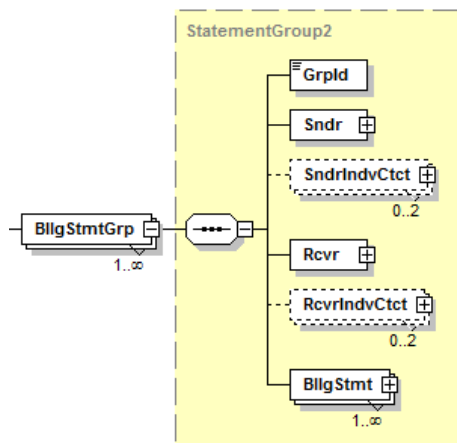 StatementGroup2
GrpId
Sndr
SndrIndvCtct
0..2
BllgStmtGrp
1..∞
Rcvr
RcvrIndvCtct
0..2
BllgStmt
1..∞